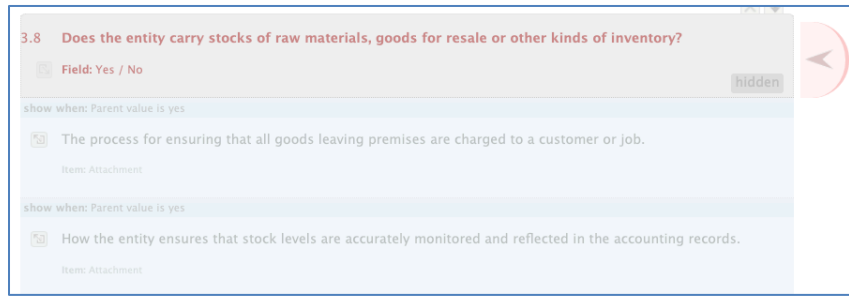 3.8 Does the entity carry stocks of raw materials, goods for resale or other kinds of inventory?
Field: Yes / No
hidden
show when: Parent value is yes
The process for ensuring that all goods leaving premises are charged to a customer or job.
Item: Attachment
show when: Parent value is yes
How the entity ensures that stock levels are accurately monitored and reflected in the accounting records.
Item: Attachment